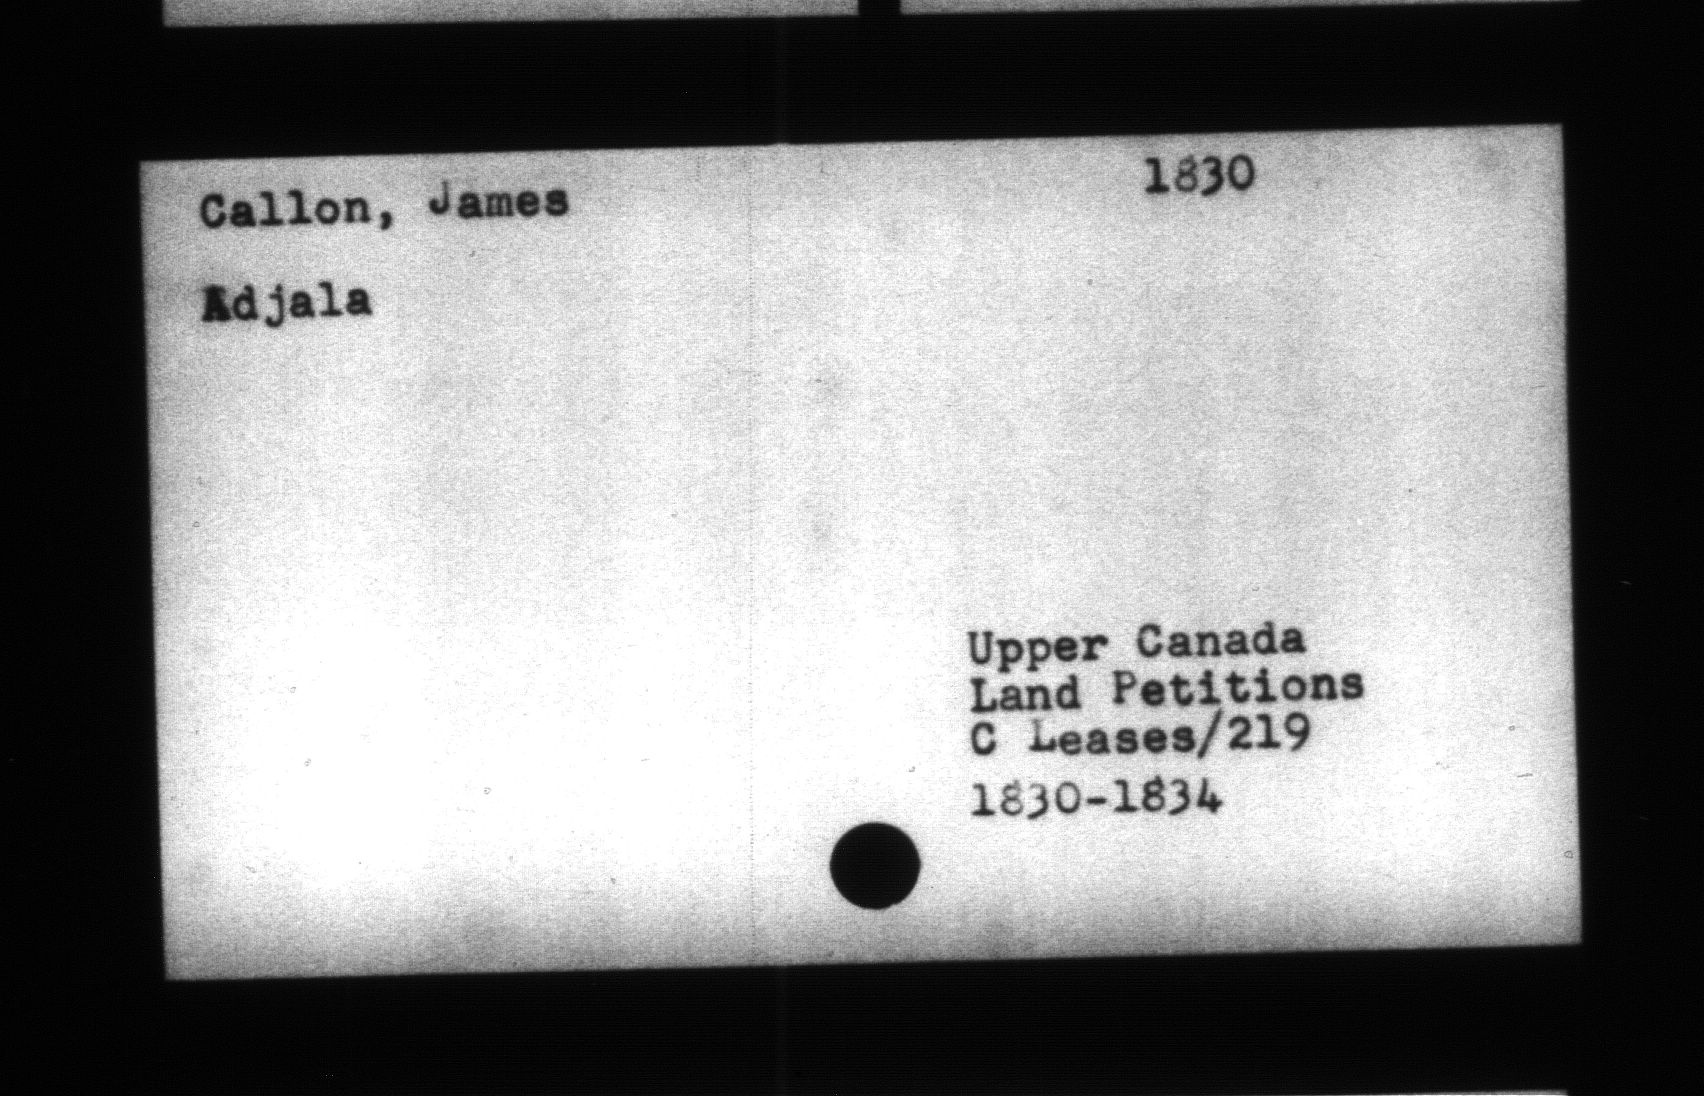 Callon, James 1830
Adjala
Upper Canada
Land Petitions
C Leases/219
1830-1834